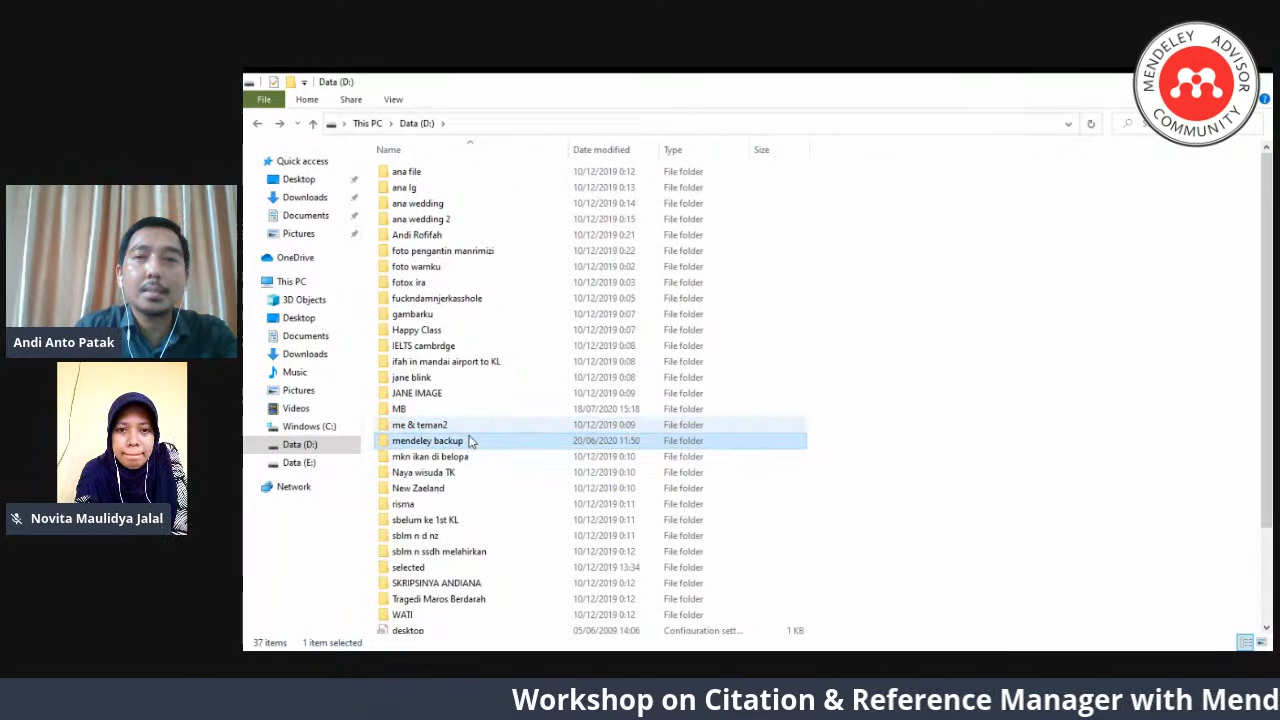 MENDELEY ADVISOR COMMUNITY
Data (D:)
File Home Share View
This PC Data (D:)
Name Date modified Type Size
Quick access
Desktop
Downloads
Documents
Pictures
OneDrive
This PC
3D Objects
Desktop
Documents
Downloads
Music
Pictures
Videos
Windows (C:)
Data (D:)
Data (E:)
Network
ana file 10/12/2019 0:12 File folder
ana lg 10/12/2019 0:13 File folder
ana wedding 10/12/2019 0:14 File folder
ana wedding 2 10/12/2019 0:15 File folder
Andi Rofifah 10/12/2019 0:21 File folder
foto pengantin manrimizi 10/12/2019 0:22 File folder
foto warnku 10/12/2019 0:02 File folder
fotox ira 10/12/2019 0:03 File folder
fuckndamnjerkasshole 10/12/2019 0:05 File folder
gambarku 10/12/2019 0:07 File folder
Happy Class 10/12/2019 0:07 File folder
IELTS cambrdge 10/12/2019 0:08 File folder
ifah in mandai airport to KL 10/12/2019 0:08 File folder
jane blink 10/12/2019 0:08 File folder
JANE IMAGE 10/12/2019 0:09 File folder
MB 18/07/2020 15:18 File folder
me & teman2 10/12/2019 0:09 File folder
mendeley backup 20/06/2020 11:50 File folder
mkn ikan di belopa 10/12/2019 0:10 File folder
Naya wisuda TK 10/12/2019 0:10 File folder
New Zaeland 10/12/2019 0:10 File folder
risma 10/12/2019 0:11 File folder
sbelum ke 1st KL 10/12/2019 0:11 File folder
sblm n d nz 10/12/2019 0:11 File folder
sblm n ssdh melahirkan 10/12/2019 0:12 File folder
selected 10/12/2019 13:34 File folder
SKRIPSINYA ANDIANA 10/12/2019 0:12 File folder
Tragedi Maros Berdarah 10/12/2019 0:12 File folder
WATI 10/12/2019 0:12 File folder
desktop 05/06/2009 14:06 Configuration sett... 1 KB
37 items 1 item selected
Andi Anto Patak
Novita Maulidya Jalal
Workshop on Citation & Reference Manager with Mend